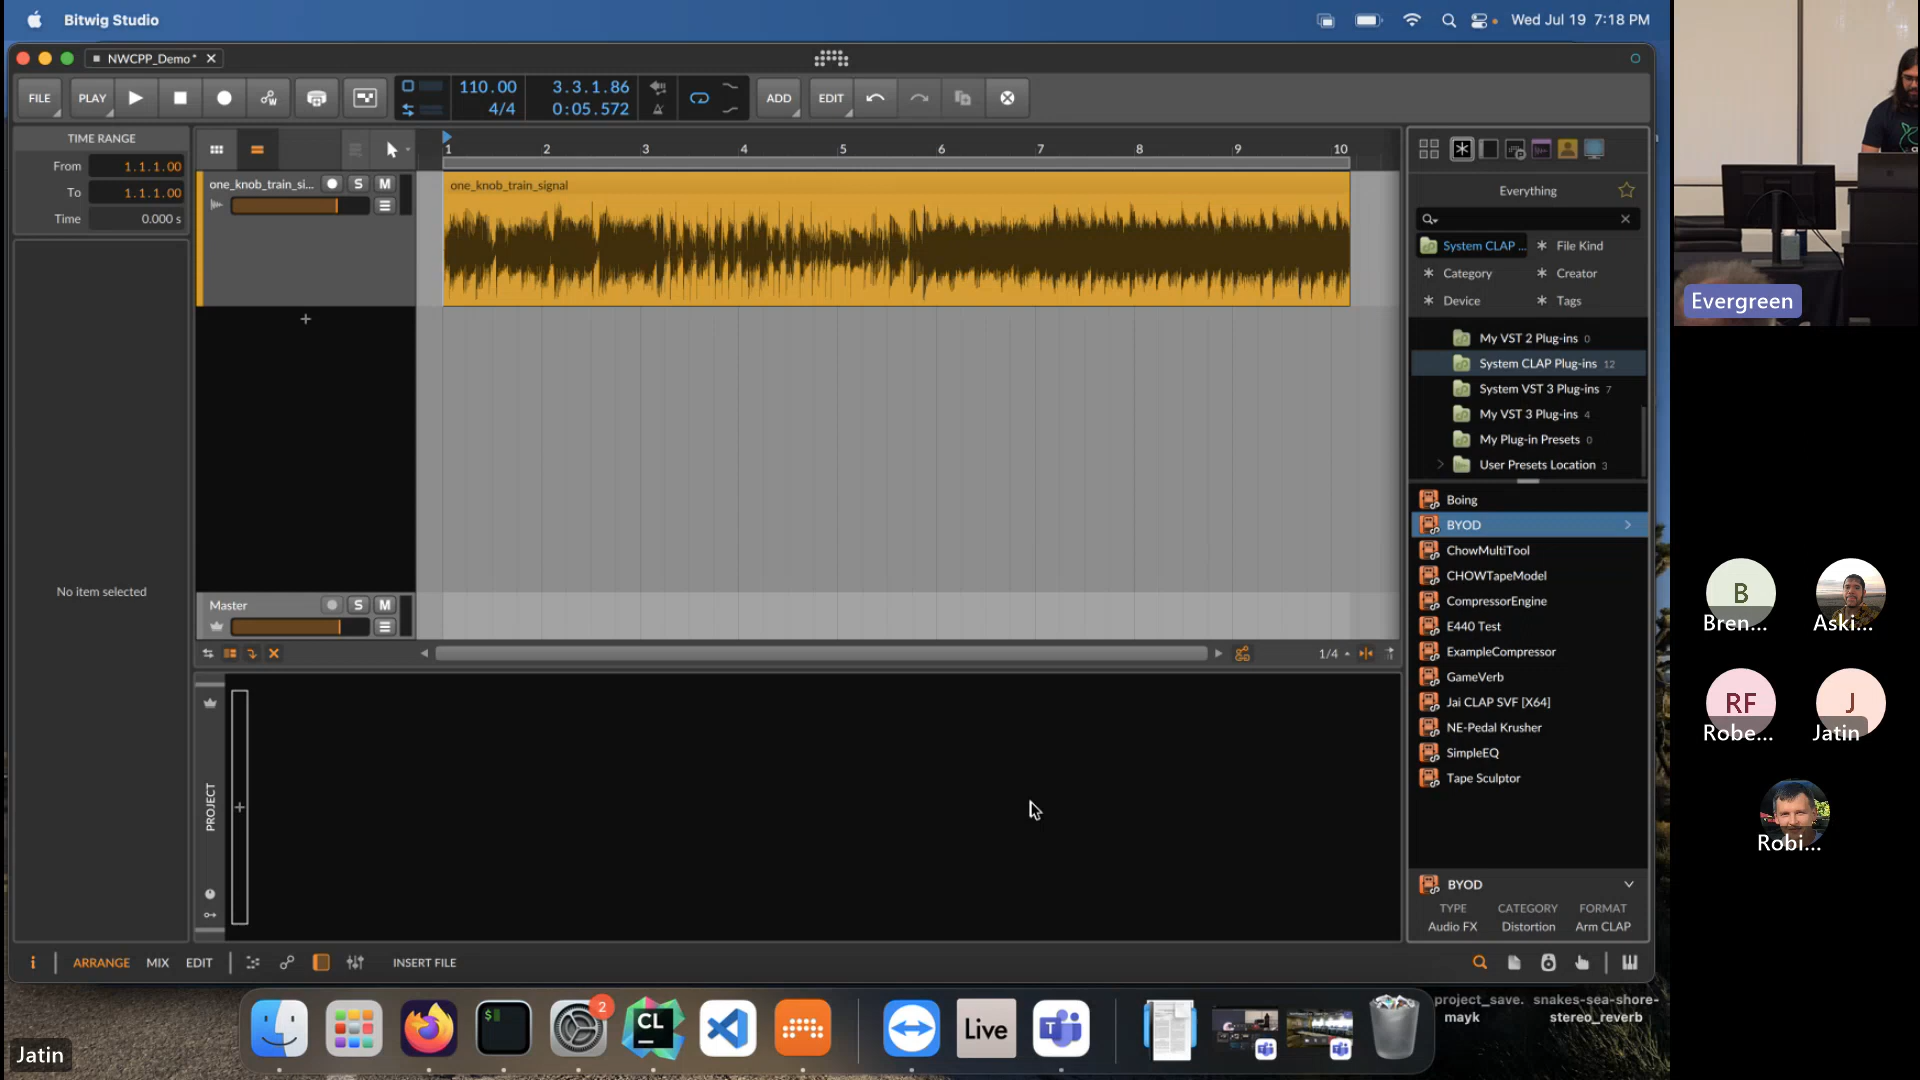 Bitwig Studio
Wed Jul 19 7:18 PM
NWCPP_Demo*
FILE
PLAY
110.00
4/4
3.3.1.86
0:05.572
ADD
EDIT
TIME RANGE
From 1.1.1.00
To 1.1.1.00
Time 0.000 s
No item selected
1 2 3 4 5 6 7 8 9 10
one_knob_train_si... S M
one_knob_train_signal
Master S M
1/4
PROJECT
Everything
System CLAP ... File Kind
Category Creator
Device Tags
My VST 2 Plug-ins 0
System CLAP Plug-ins 12
System VST 3 Plug-ins 7
My VST 3 Plug-ins 4
My Plug-in Presets 0
User Presets Location 3
Boing
BYOD
ChowMultiTool
CHOWTapeModel
CompressorEngine
E440 Test
ExampleCompressor
GameVerb
Jai CLAP SVF [X64]
NE-Pedal Krusher
SimpleEQ
Tape Sculptor
BYOD
TYPE CATEGORY FORMAT
Audio FX Distortion Arm CLAP
i ARRANGE MIX EDIT INSERT FILE
$
2
CL
Live
T
project_save.
mayk
snakes-sea-shore-
stereo_reverb
Jatin
Evergreen
B
Bren...
Aski...
RF
Robe...
J
Jatin
Robi...